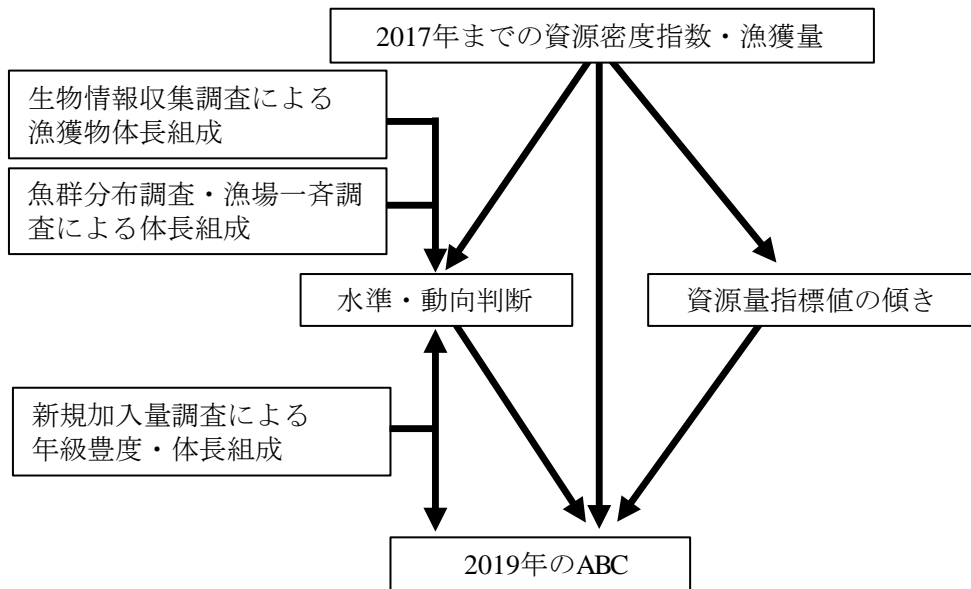 2017年までの資源密度指数・漁獲量
生物情報収集調査による
漁獲物体長組成
魚群分布調査・漁場一斉調
査による体長組成
水準・動向判断
資源量指標値の傾き
新規加入量調査による
年級豊度・体長組成
2019年のABC